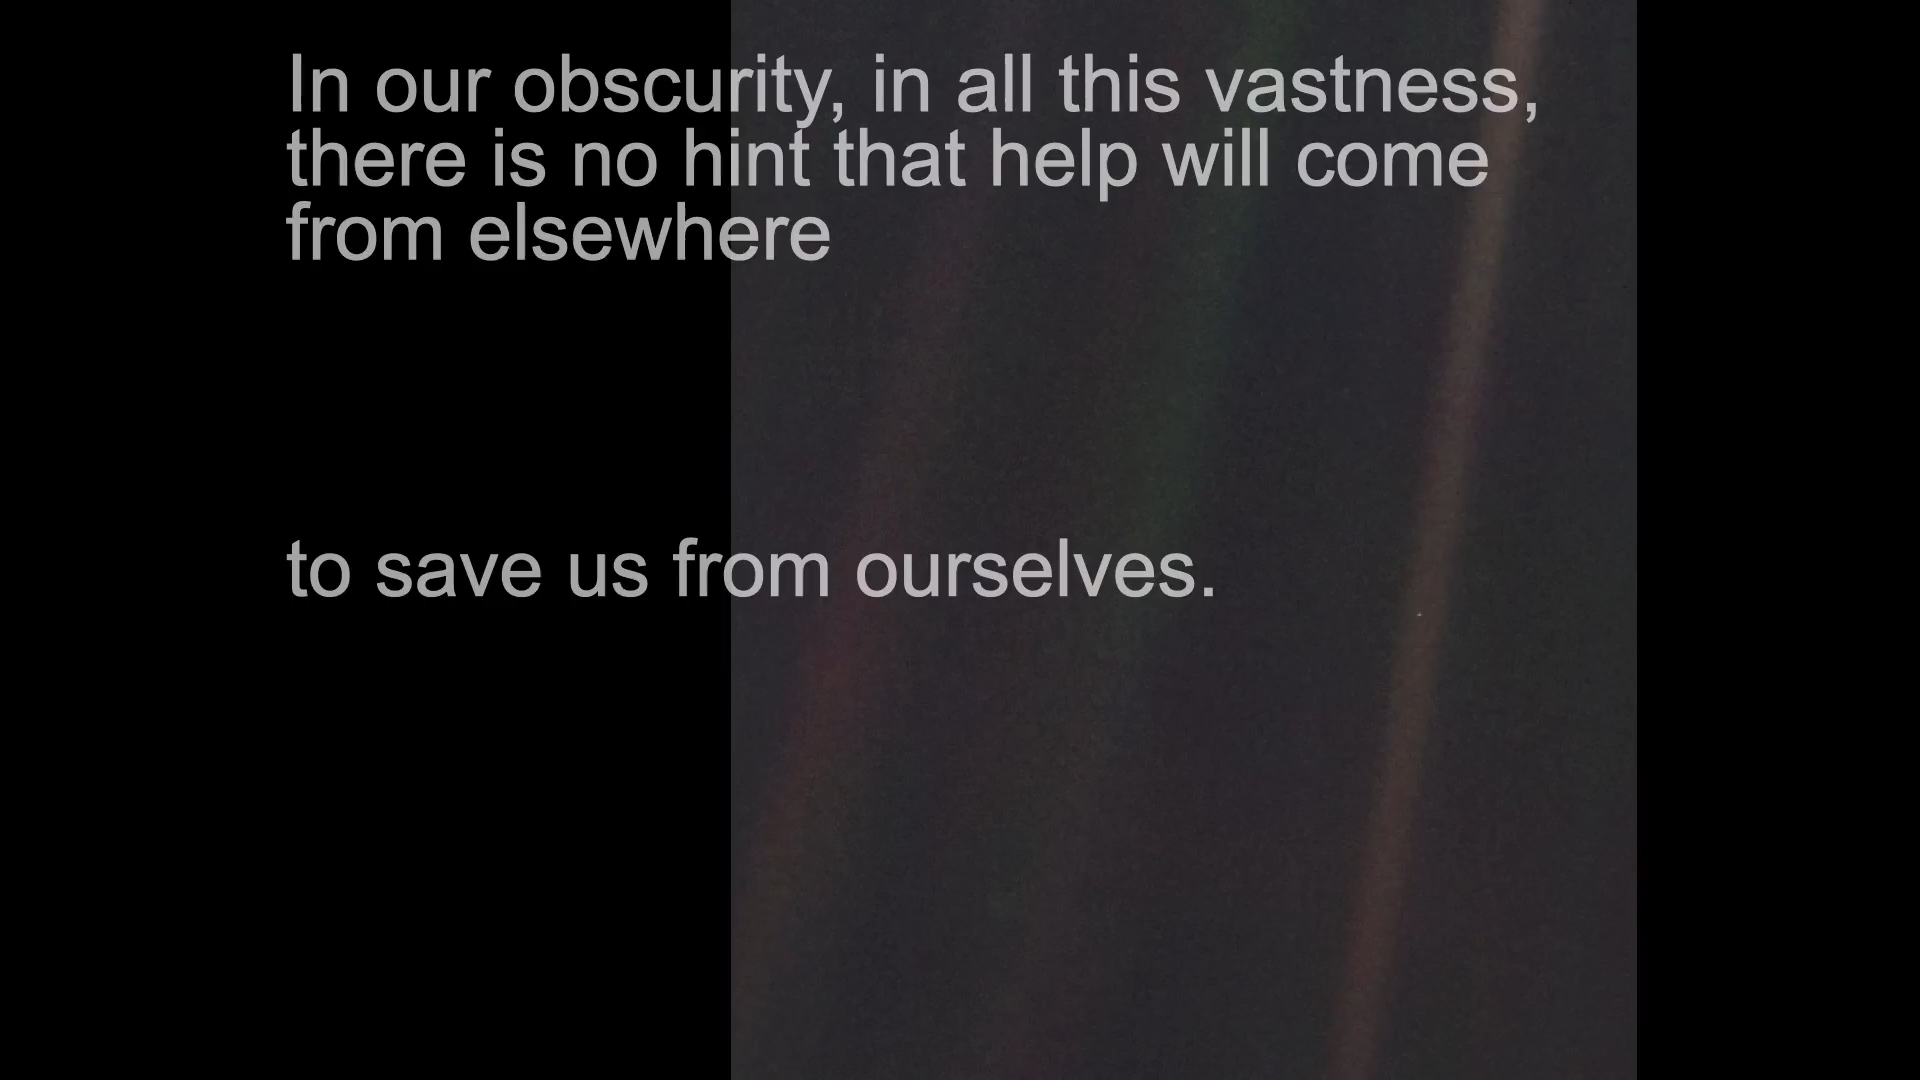 In our obscurity, in all this vastness,
there is no hint that help will come
from elsewhere
to save us from ourselves.